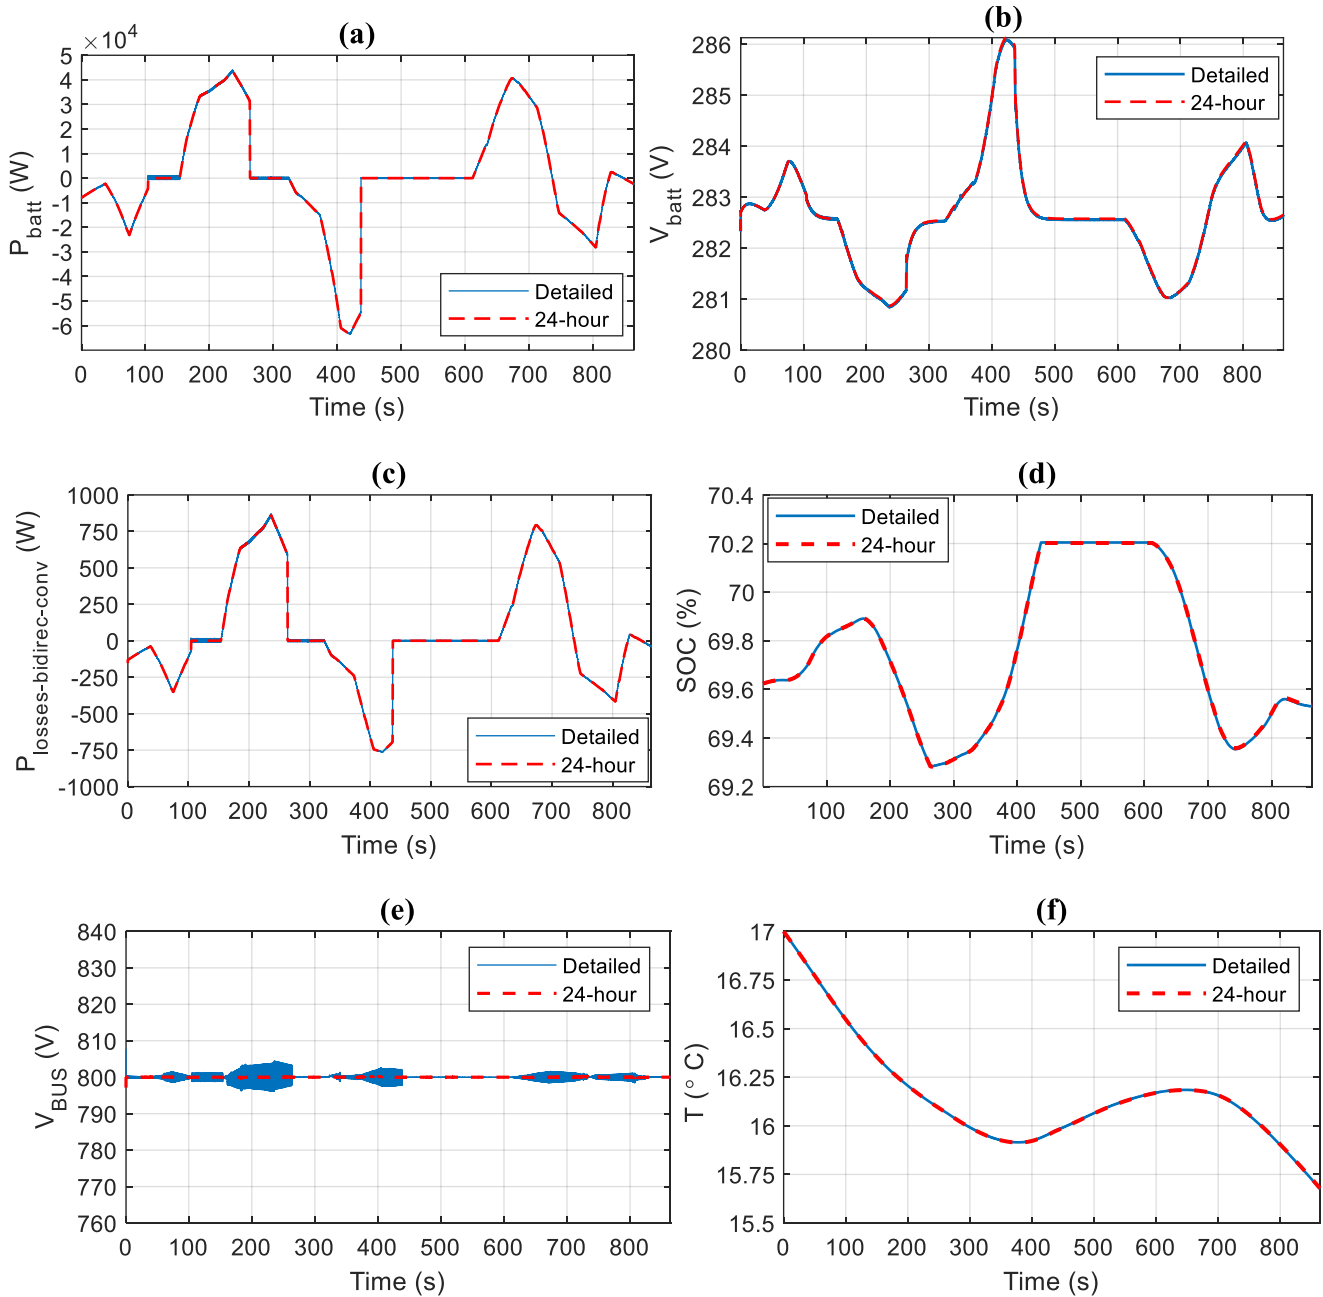 (a)
×10^4
5
4
3
2
1
0
-1
-2
-3
-4
-5
-6
P_batt (W)
Detailed
24-hour
0 100 200 300 400 500 600 700 800
Time (s)
(b)
286
285
284
283
282
281
280
V_batt (V)
Detailed
24-hour
0 100 200 300 400 500 600 700 800
Time (s)
(c)
1000
750
500
250
0
-250
-500
-750
-1000
P_losses-bidirec-conv (W)
Detailed
24-hour
0 100 200 300 400 500 600 700 800
Time (s)
(d)
70.4
70.2
70
69.8
69.6
69.4
69.2
SOC (%)
Detailed
24-hour
100 200 300 400 500 600 700 800
Time (s)
(e)
840
830
820
810
800
790
780
770
760
V_BUS (V)
Detailed
24-hour
0 100 200 300 400 500 600 700 800
Time (s)
(f)
17
16.75
16.5
16.25
16
15.75
15.5
T (° C)
Detailed
24-hour
0 100 200 300 400 500 600 700 800
Time (s)